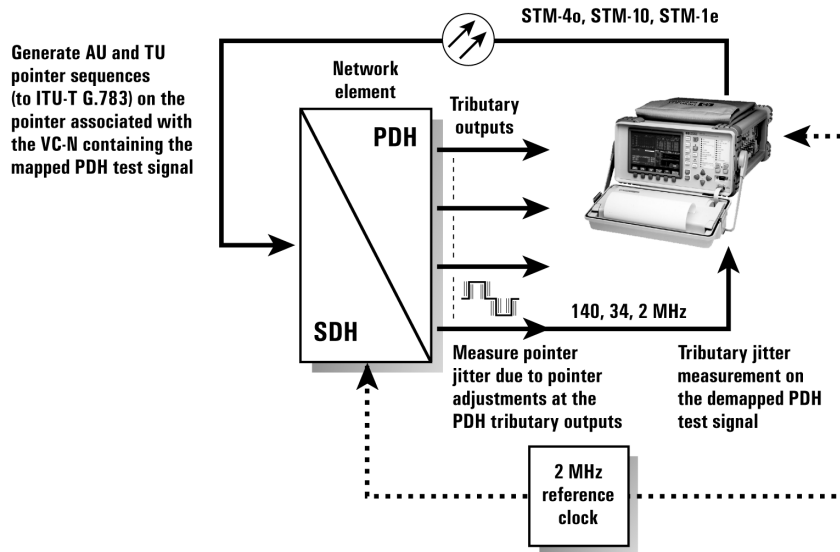 STM-4o, STM-10, STM-1e
Generate AU and TU
pointer sequences
(to ITU-T G.783) on the
pointer associated with
the VC-N containing the
mapped PDH test signal
Network
element
Tributary
outputs
PDH
SDH
140, 34, 2 MHz
Measure pointer
jitter due to pointer
adjustments at the
PDH tributary outputs
Tributary jitter
measurement on
the demapped PDH
test signal
2 MHz
reference
clock